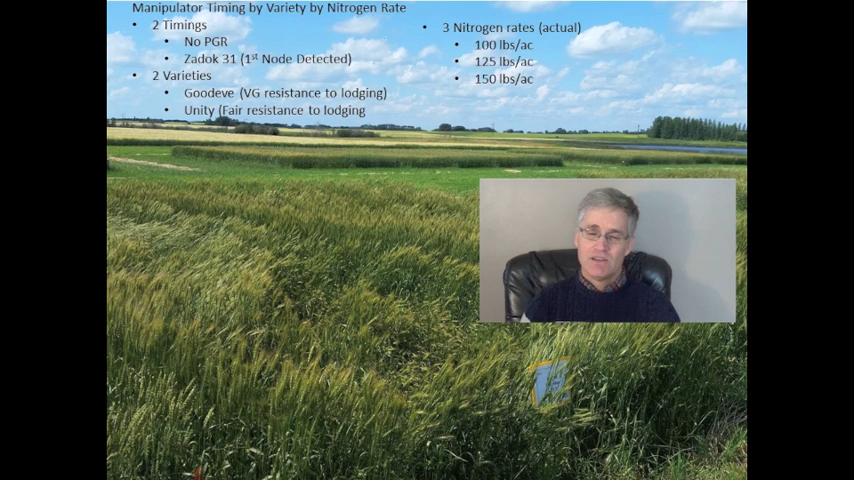 Manipulator Timing by Variety by Nitrogen Rate
• 2 Timings
• No PGR
• Zadok 31 (1st Node Detected)
• 2 Varieties
• Goodeve (VG resistance to lodging)
• Unity (Fair resistance to lodging
• 3 Nitrogen rates (actual)
• 100 lbs/ac
• 125 lbs/ac
• 150 lbs/ac